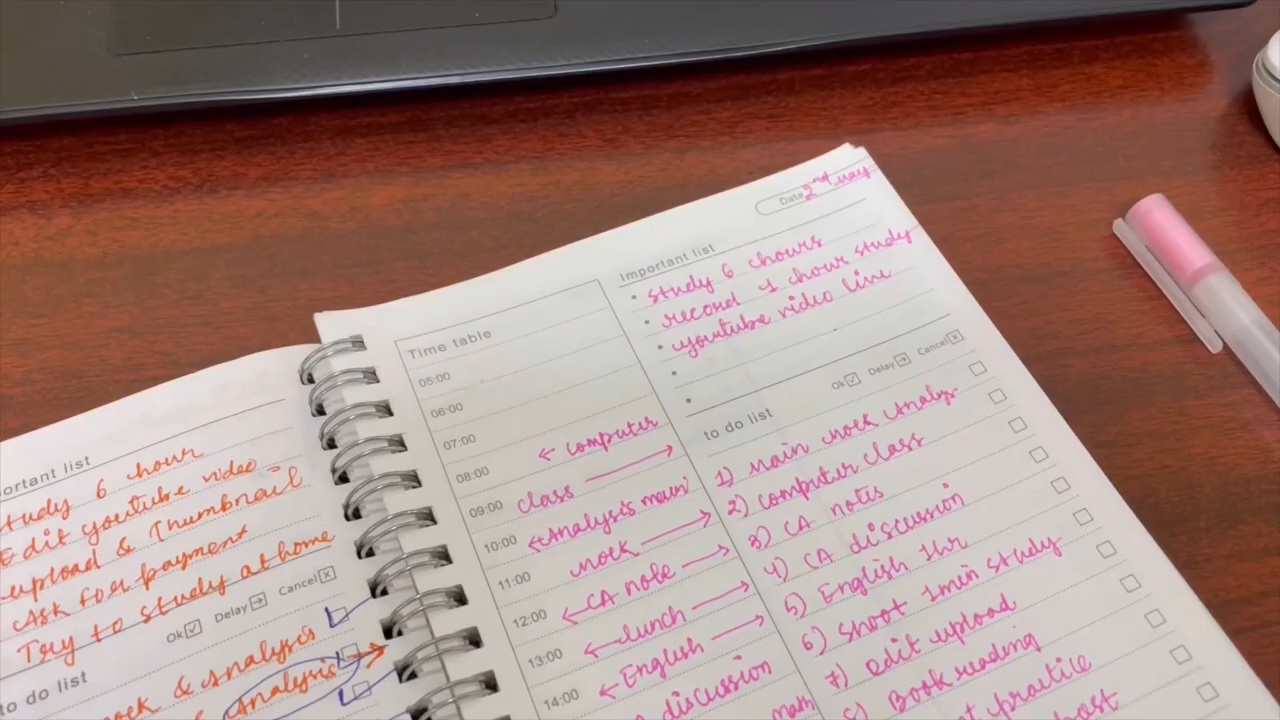 ortant list
study 6 hour
Edit youtube video
upload & Thumbnail
Ask for payment
Try to study at home
Ok Delay Cancel
to do list
& Analysis
Analysis
Time table
05:00
06:00
07:00
08:00 ← computer
09:00 class →
10:00 ← Analysis main
11:00 mock →
12:00 ← CA note →
13:00 ← lunch →
14:00 ← English →
discussion
math
Date 2nd May
Important list
• study 6 hours
• record 1 hour study
• youtube video live
•
•
Ok Delay Cancel
to do list
1) main mock Analys
2) computer class
3) CA notes
4) CA discussion
5) English 1hr
6) shoot 1min study
7) edit upload
8) Book reading
practice